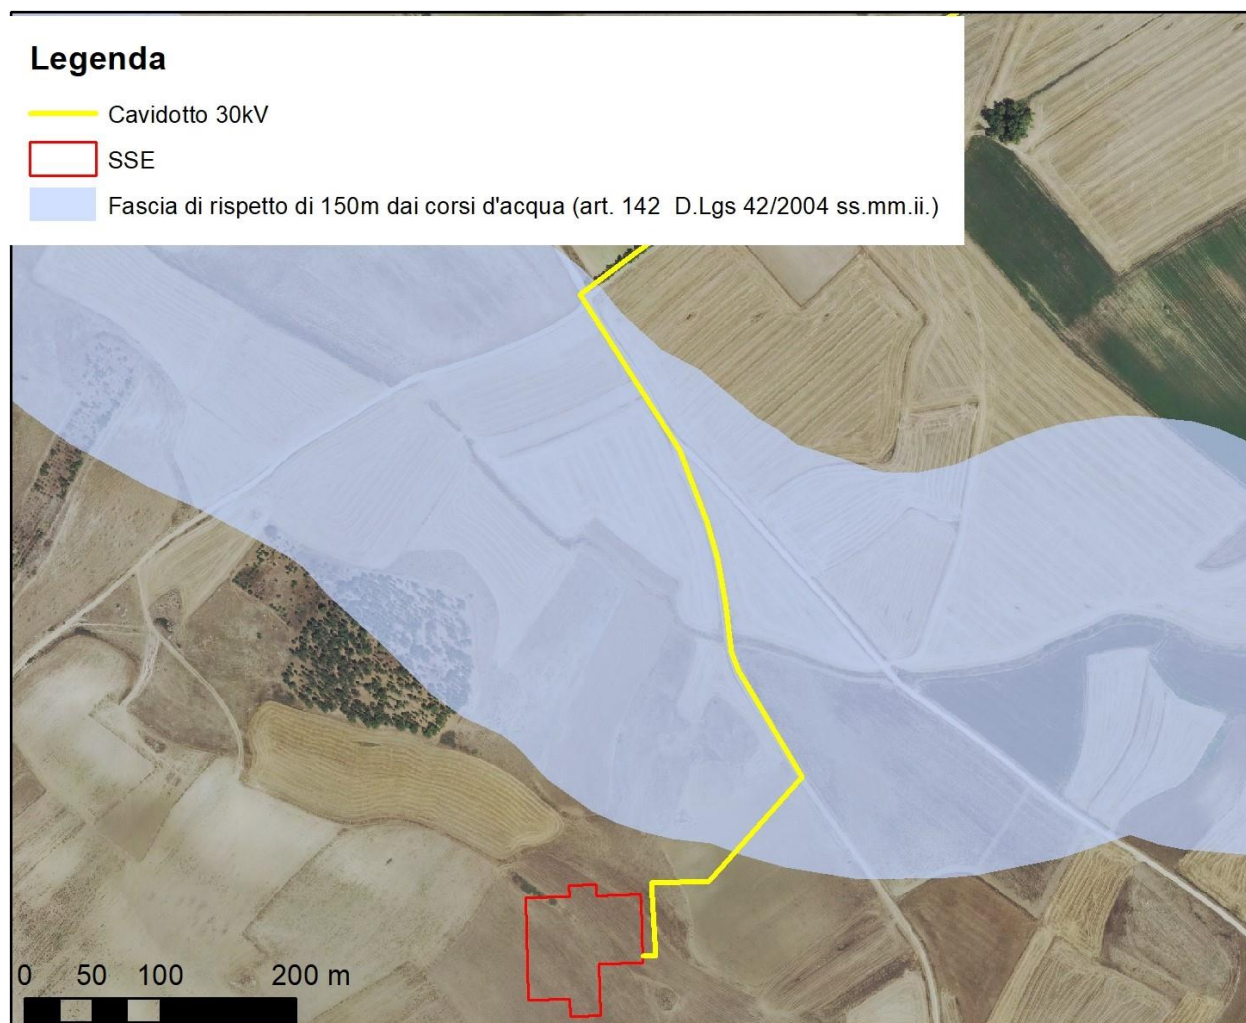 Legenda
Cavidotto 30kV
SSE
Fascia di rispetto di 150m dai corsi d'acqua (art. 142 D.Lgs 42/2004 ss.mm.ii.)
0 50 100 200 m